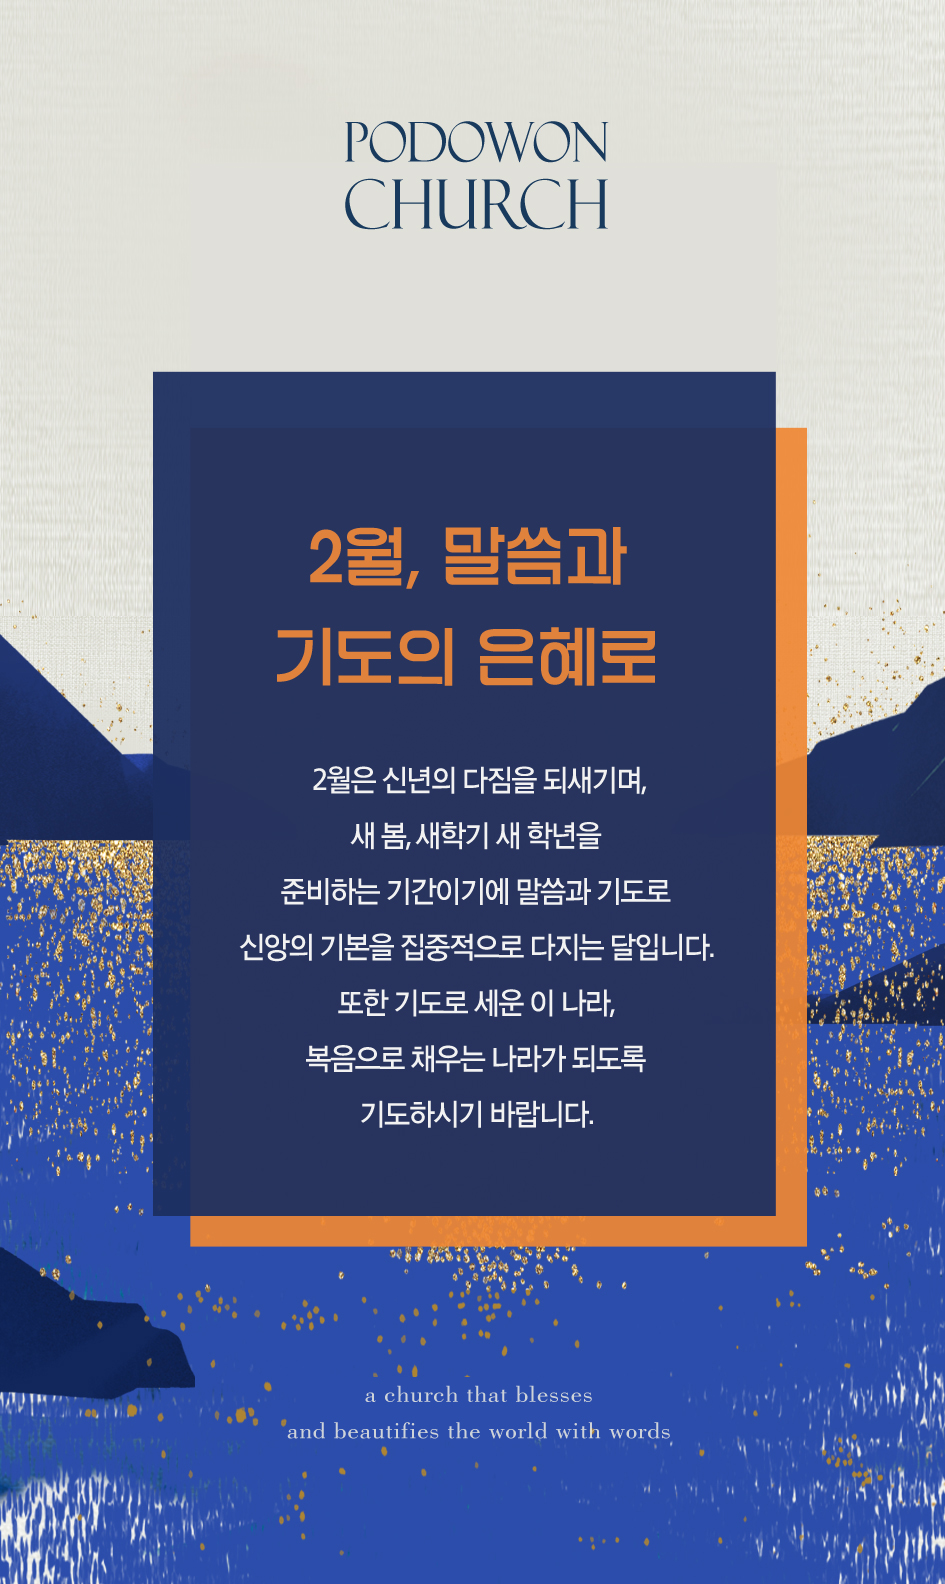 PODOWON
CHURCH
2월, 말씀과
기도의 은혜로
2월은 신년의 다짐을 되새기며,
새 봄, 새학기 새 학년을
준비하는 기간이기에 말씀과 기도로
신앙의 기본을 집중적으로 다지는 달입니다.
또한 기도로 세운 이 나라,
복음으로 채우는 나라가 되도록
기도하시기 바랍니다.
a church that blesses
and beautifies the world with words